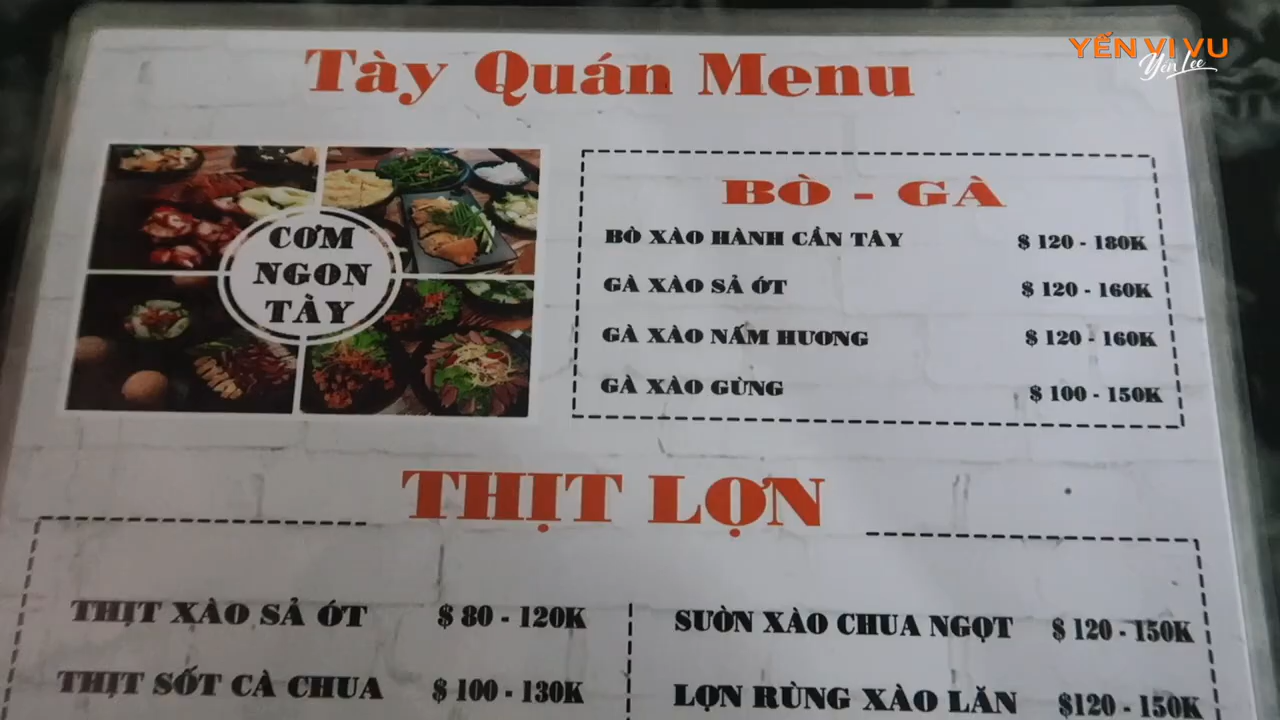 YẾN VI VU
Yến Lee
Tày Quán Menu
CƠM
NGON
TÀY
BÒ - GÀ
BÒ XÀO HÀNH CẦN TÂY $ 120 - 180K
GÀ XÀO SẢ ỚT $ 120 - 160K
GÀ XÀO NẤM HƯƠNG $ 120 - 160K
GÀ XÀO GỪNG $ 100 - 150K
THỊT LỢN
THỊT XÀO SẢ ỚT $ 80 - 120K
THỊT SỐT CÀ CHUA $ 100 - 130K
SƯỜN XÀO CHUA NGỌT $ 120 - 150K
LỢN RỪNG XÀO LĂN $120 - 150K